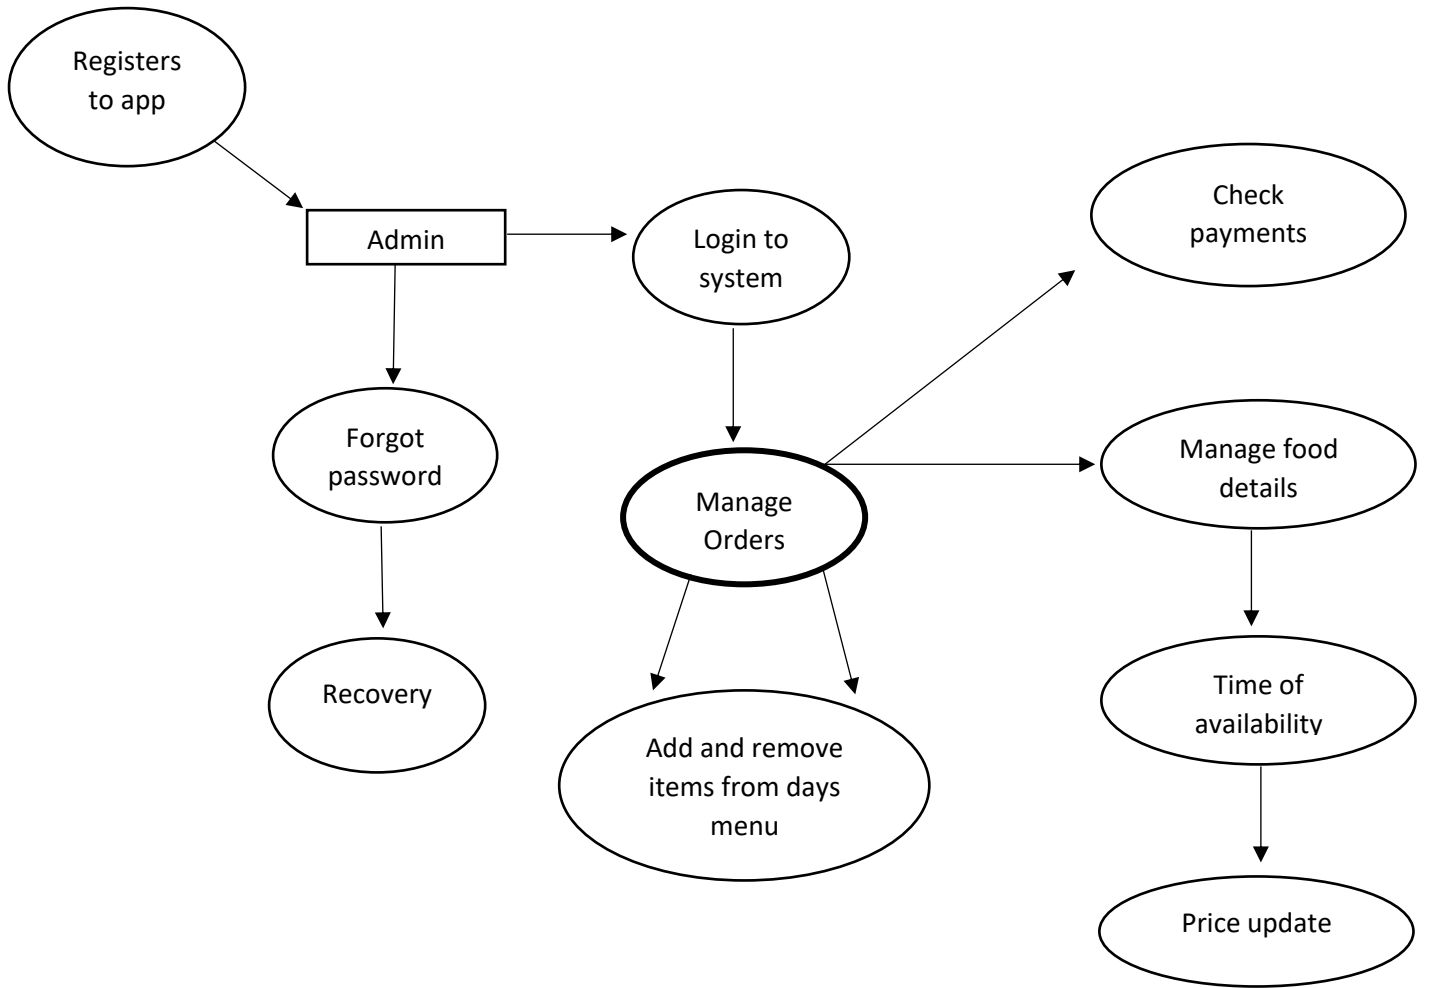 Registers
to app
Admin
Login to
system
Check
payments
Forgot
password
Manage
Orders
Manage food
details
Recovery
Add and remove
items from days
menu
Time of
availability
Price update